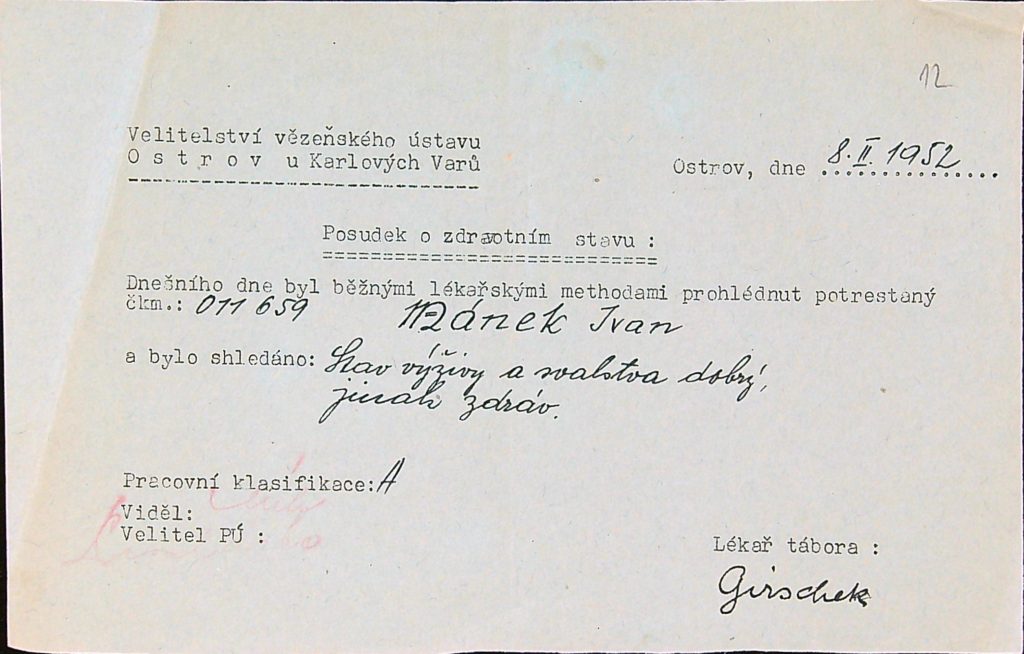 12
Velitelství vězeňského ústavu
O s t r o v u Karlových Varů
Ostrov, dne 8.II.1952
Posudek o zdravotním stavu :
Dnešního dne byl běžnými lékařskými methodami prohlédnut potrestaný
čkm.: 011 659 Mánek Ivan
a bylo shledáno: Stav výživy a svalstva dobrý,
jinak zdráv.
Pracovní klasifikace: A
Viděl:
Velitel PÚ :
Lékař tábora :
Girschek